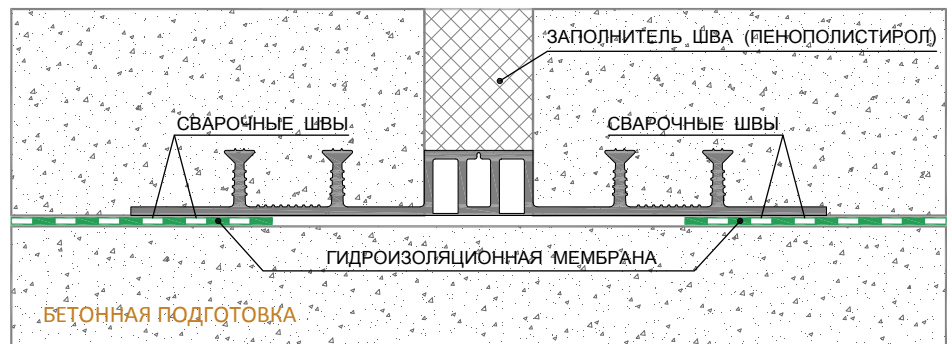 ЗАПОЛНИТЕЛЬ ШВА (ПЕНОПОЛИСТИРОЛ)
СВАРОЧНЫЕ ШВЫ
СВАРОЧНЫЕ ШВЫ
ГИДРОИЗОЛЯЦИОННАЯ МЕМБРАНА
БЕТОННАЯ ПОДГОТОВКА